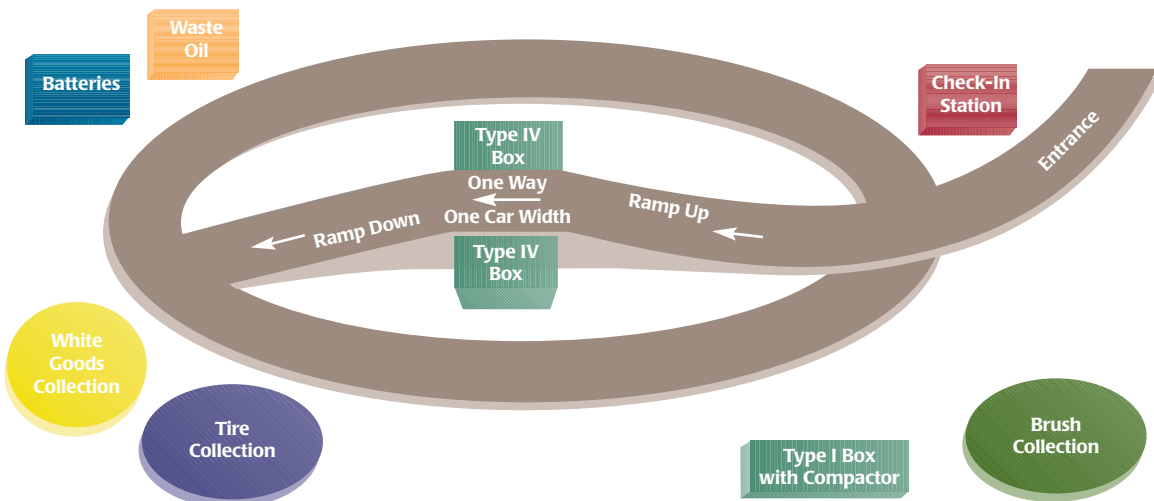 Waste
Oil
Batteries
Check-In
Station
Entrance
Type IV
Box
One Way
One Car Width
Ramp Up
Ramp Down
Type IV
Box
White
Goods
Collection
Tire
Collection
Type I Box
with Compactor
Brush
Collection